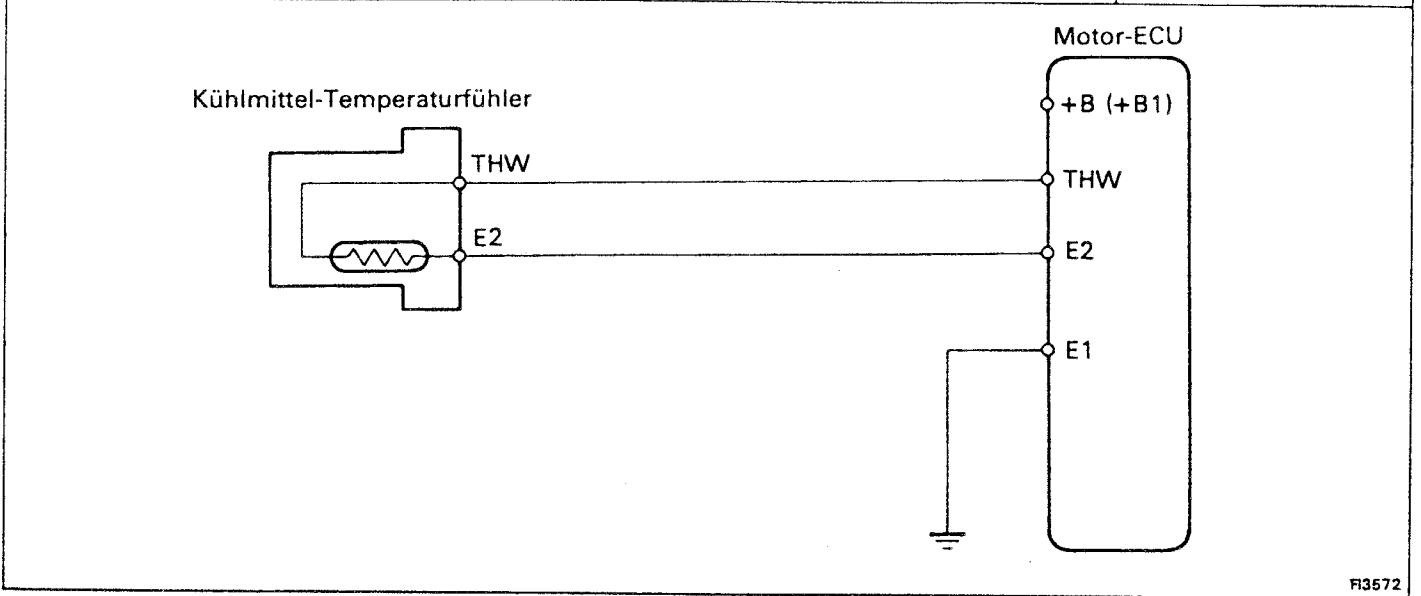 Motor-ECU
Kühlmittel-Temperaturfühler
+B (+B1)
THW
THW
E2
E2
E1
FI3572